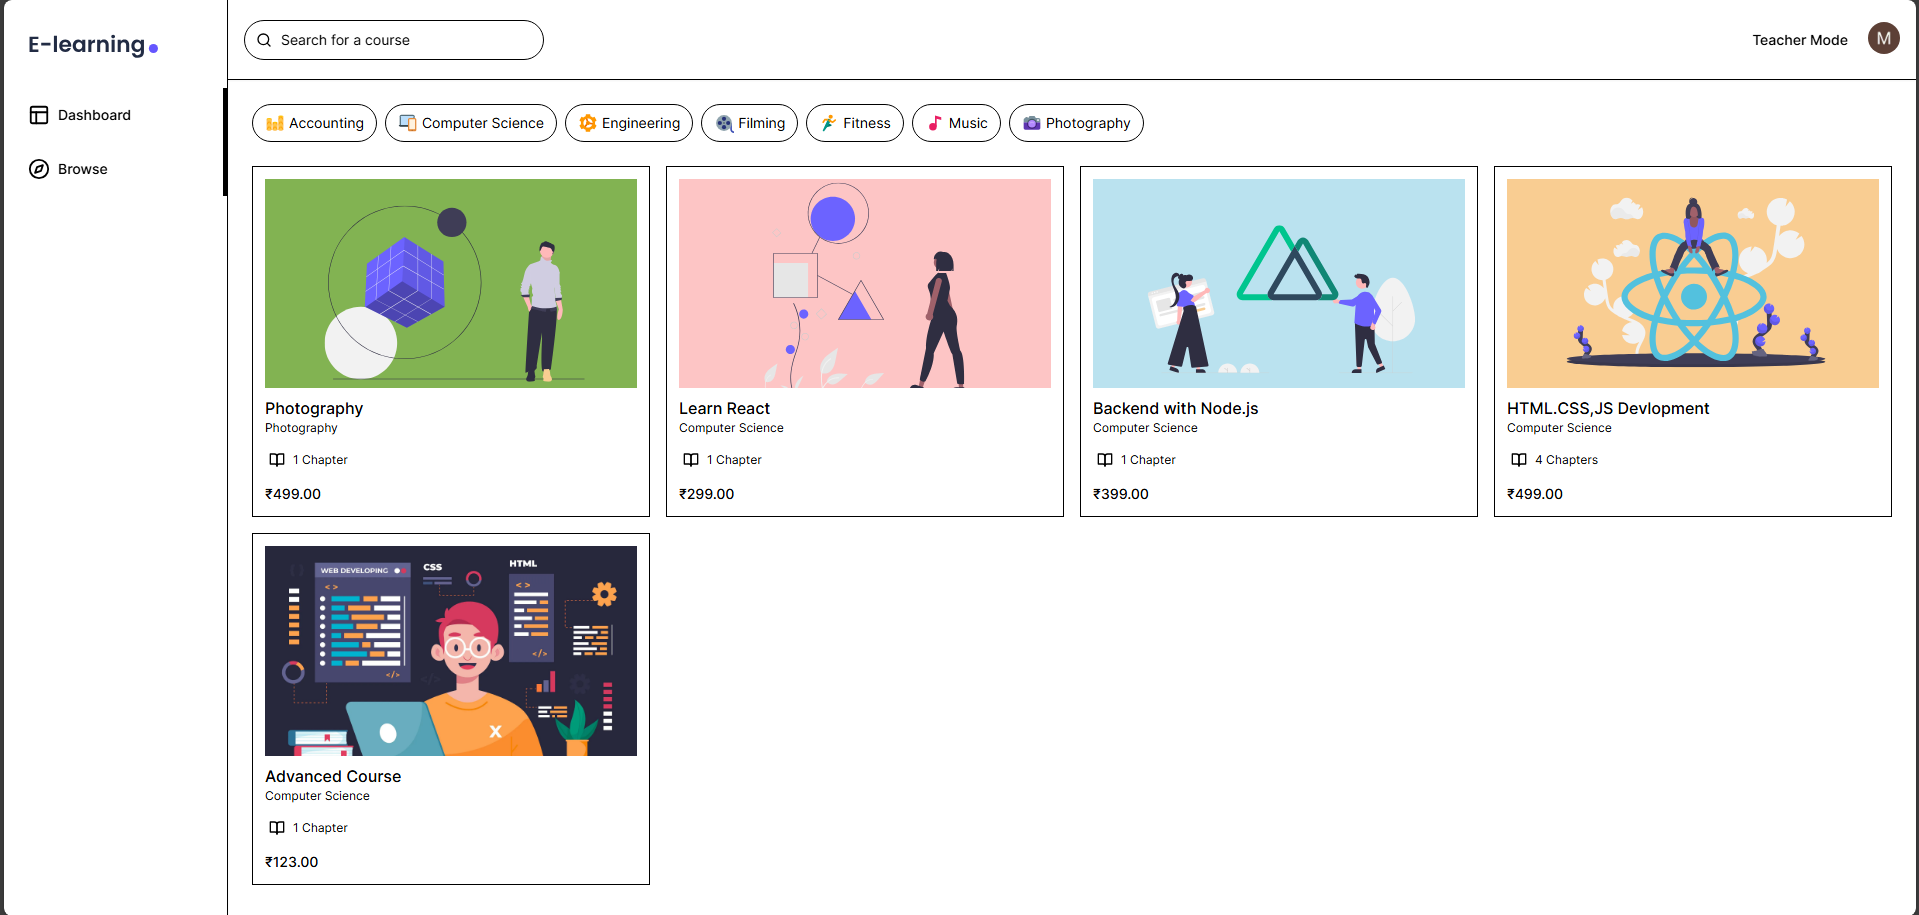 E-learning
Search for a course
Teacher Mode
M
Dashboard
Browse
Accounting
Computer Science
Engineering
Filming
Fitness
Music
Photography
Photography
Photography
1 Chapter
₹499.00
Learn React
Computer Science
1 Chapter
₹299.00
Backend with Node.js
Computer Science
1 Chapter
₹399.00
HTML.CSS,JS Devlopment
Computer Science
4 Chapters
₹499.00
WEB DEVELOPING
CSS
HTML
< >
< >
</>
</>
</>
X
Advanced Course
Computer Science
1 Chapter
₹123.00